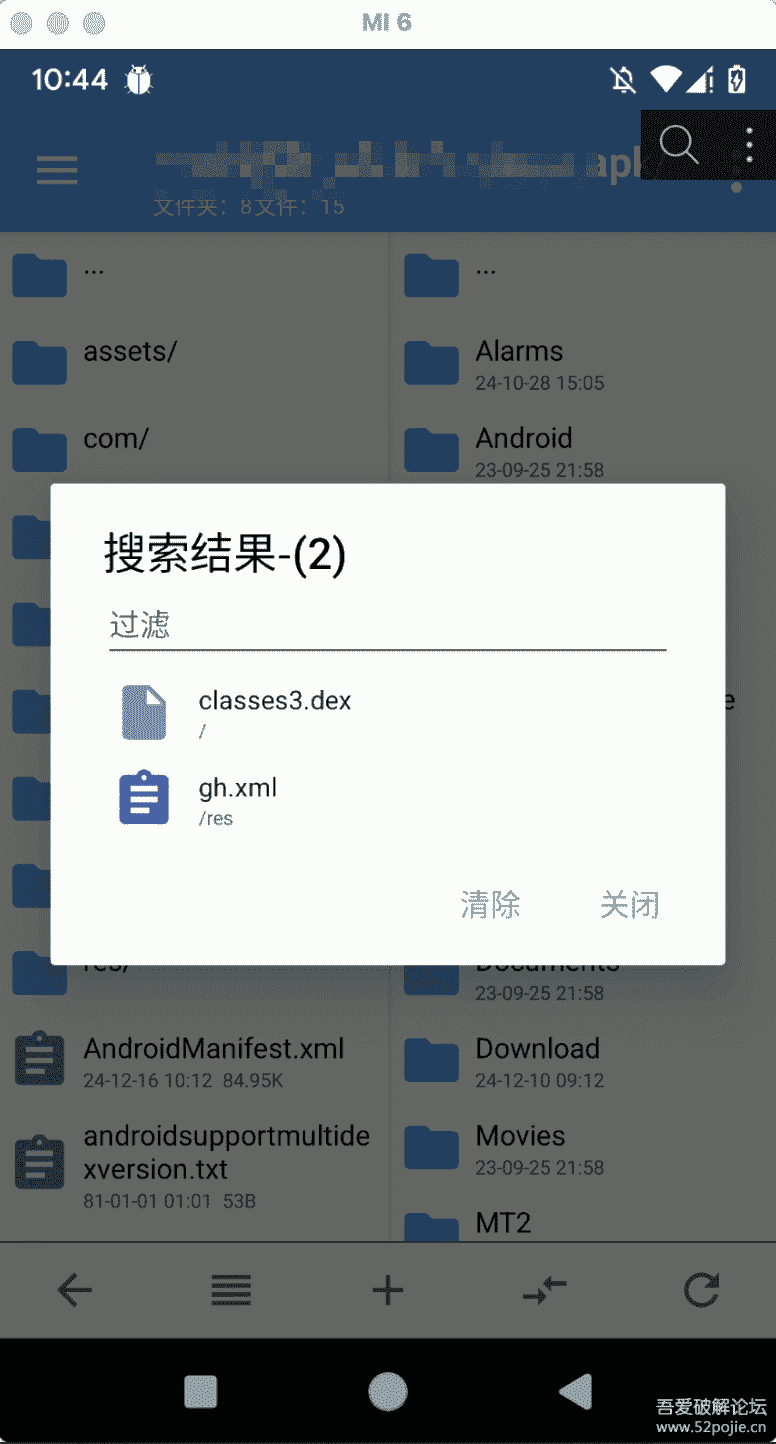 MI 6
10:44
apk
文件夹：8 文件：15
...
...
assets/
Alarms
24-10-28 15:05
com/
Android
23-09-25 21:58
搜索结果-(2)
过滤
classes3.dex
/
gh.xml
/res
清除
关闭
e
res/
Documents
23-09-25 21:58
AndroidManifest.xml
24-12-16 10:12 84.95K
Download
24-12-10 09:12
androidsupportmultide
xversion.txt
81-01-01 01:01 53B
Movies
23-09-25 21:58
MT2
吾爱破解论坛
www.52pojie.cn